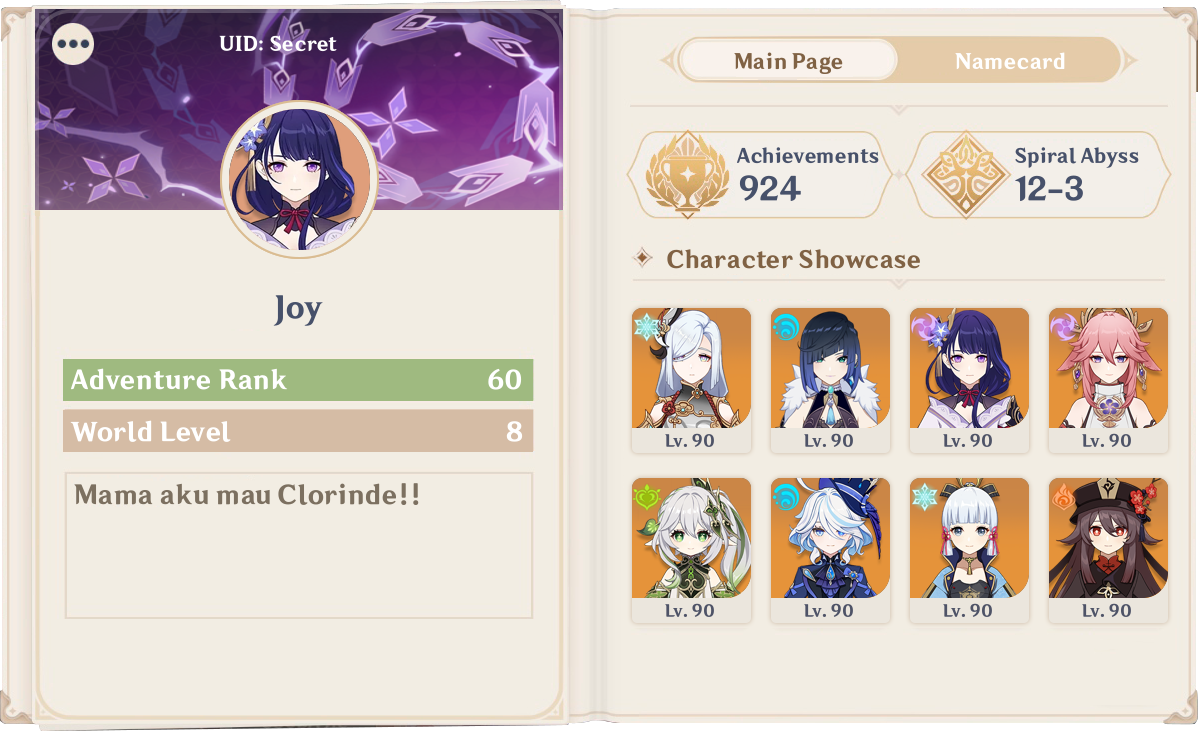 UID: Secret
Joy
Adventure Rank 60
World Level 8
Mama aku mau Clorinde!!
Main Page Namecard
Achievements
924
Spiral Abyss
12-3
Character Showcase
Lv. 90 Lv. 90 Lv. 90 Lv. 90
Lv. 90 Lv. 90 Lv. 90 Lv. 90